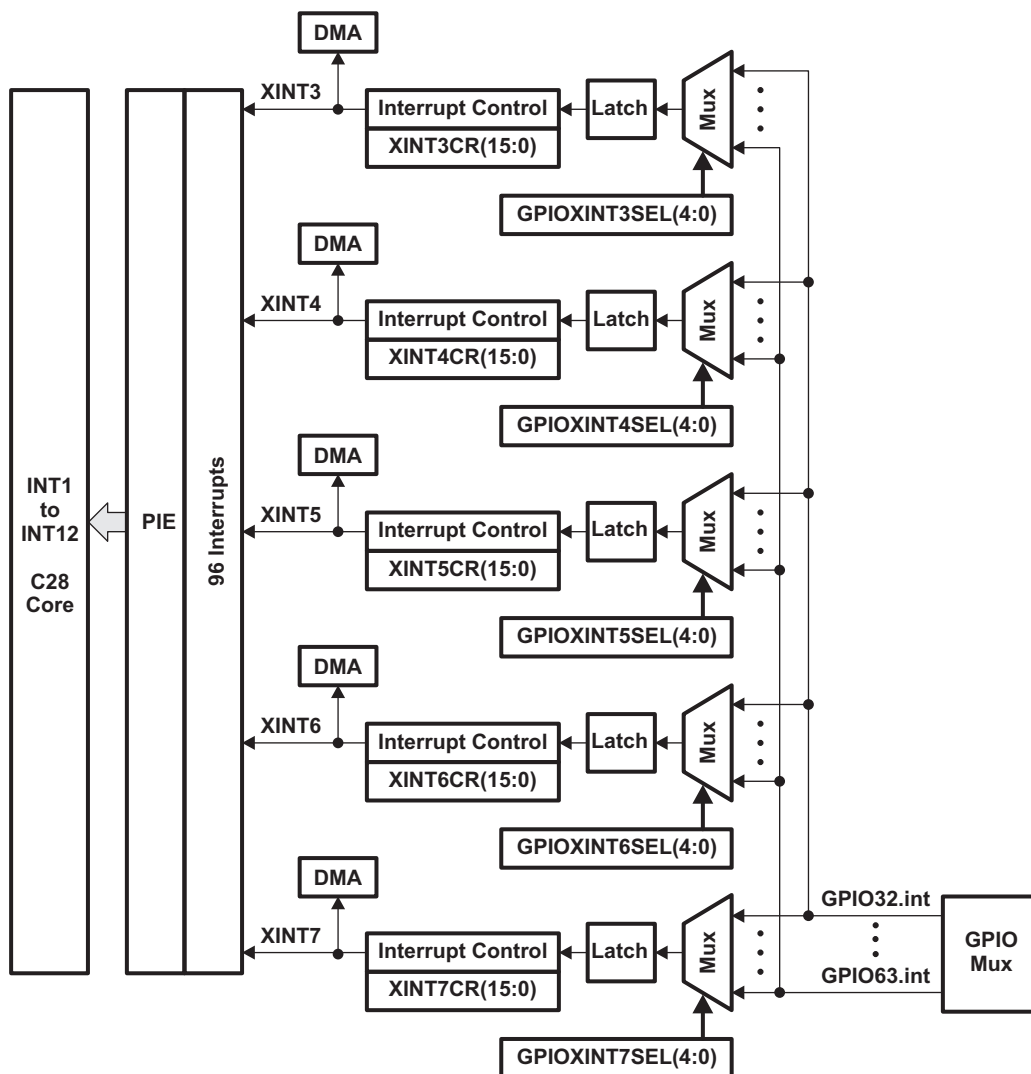 DMA
XINT3
Interrupt Control
XINT3CR(15:0)
Latch
Mux
GPIOXINT3SEL(4:0)
DMA
XINT4
Interrupt Control
XINT4CR(15:0)
Latch
Mux
GPIOXINT4SEL(4:0)
INT1
to
INT12
C28
Core
PIE
96 Interrupts
DMA
XINT5
Interrupt Control
XINT5CR(15:0)
Latch
Mux
GPIOXINT5SEL(4:0)
DMA
XINT6
Interrupt Control
XINT6CR(15:0)
Latch
Mux
GPIOXINT6SEL(4:0)
DMA
XINT7
Interrupt Control
XINT7CR(15:0)
Latch
Mux
GPIOXINT7SEL(4:0)
GPIO32.int
GPIO63.int
GPIO
Mux